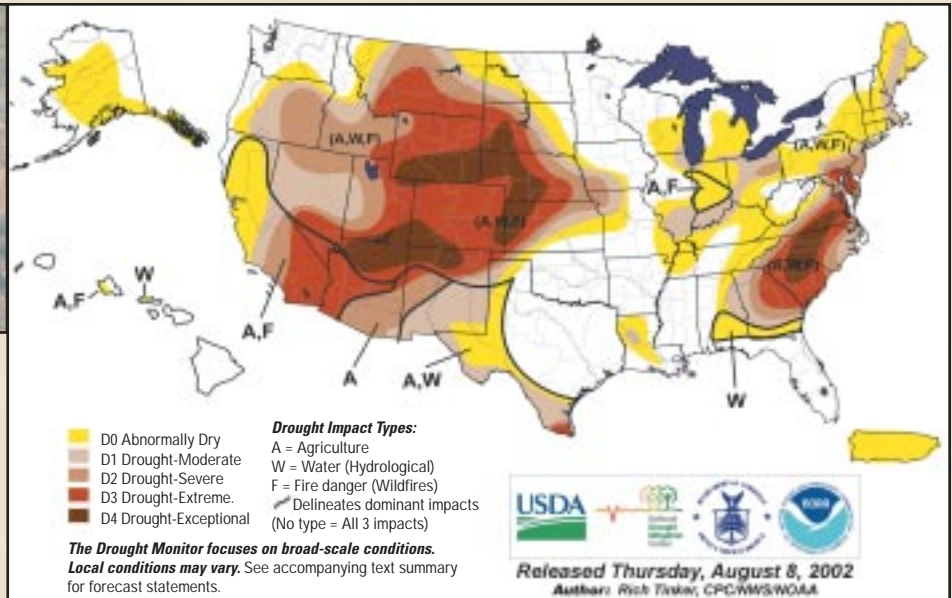 (A,W,F)
(A,W,F)
A,F
W
A,F
(A,W,F)
(A,W,F)
A,F
A
A,W
W
D0 Abnormally Dry
D1 Drought-Moderate
D2 Drought-Severe
D3 Drought-Extreme.
D4 Drought-Exceptional
Drought Impact Types:
A = Agriculture
W = Water (Hydrological)
F = Fire danger (Wildfires)
Delineates dominant impacts
(No type = All 3 impacts)
The Drought Monitor focuses on broad-scale conditions.
Local conditions may vary. See accompanying text summary
for forecast statements.
USDA
Released Thursday, August 8, 2002
Author: Rich Tinker, CPC/NWS/NOAA